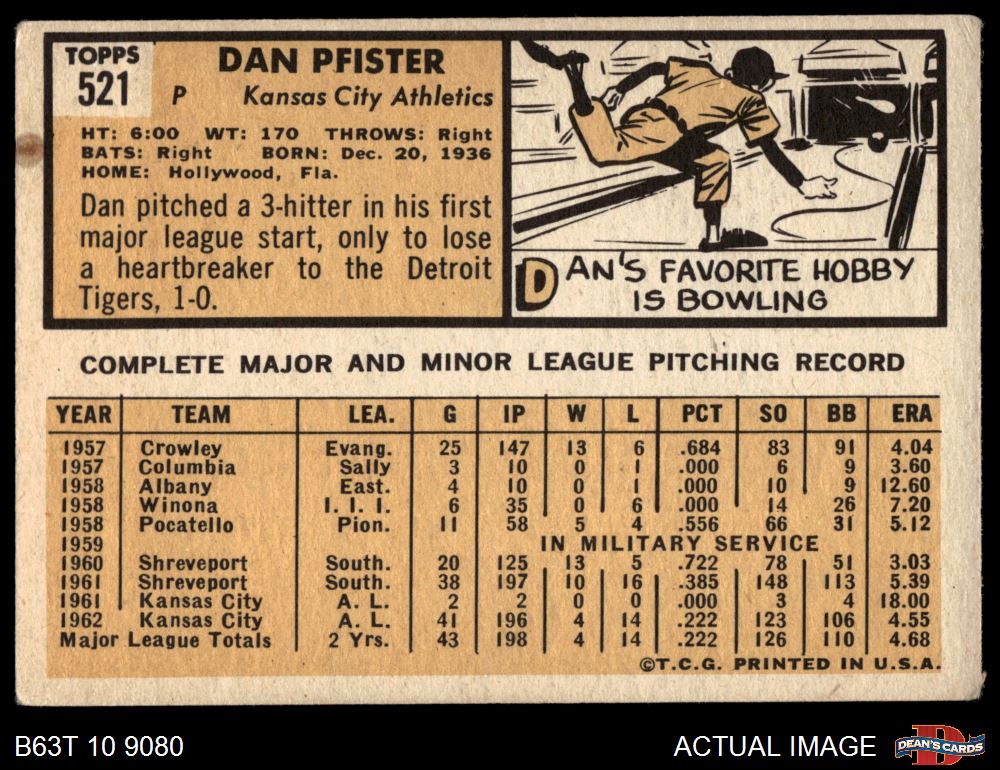 TOPPS
521
DAN PFISTER
P Kansas City Athletics
HT: 6:00 WT: 170 THROWS: Right
BATS: Right BORN: Dec. 20, 1936
HOME: Hollywood, Fla.
Dan pitched a 3-hitter in his first
major league start, only to lose
a heartbreaker to the Detroit
Tigers, 1-0.
DAN'S FAVORITE HOBBY
IS BOWLING
COMPLETE MAJOR AND MINOR LEAGUE PITCHING RECORD
YEAR TEAM LEA. G IP W L PCT SO BB ERA
1957 Crowley Evang. 25 147 13 6 .684 83 91 4.04
1957 Columbia Sally 3 10 0 1 .000 6 9 3.60
1958 Albany East. 4 10 0 1 .000 10 9 12.60
1958 Winona I. I. I. 6 35 0 6 .000 14 26 7.20
1958 Pocatello Pion. 11 58 5 4 .556 66 31 5.12
1959 IN MILITARY SERVICE
1960 Shreveport South. 20 125 13 5 .722 78 51 3.03
1961 Shreveport South. 38 197 10 16 .385 148 113 5.39
1961 Kansas City A. L. 2 2 0 0 .000 3 4 18.00
1962 Kansas City A. L. 41 196 4 14 .222 123 106 4.55
Major League Totals 2 Yrs. 43 198 4 14 .222 126 110 4.68
©T.C.G. PRINTED IN U.S.A.
B63T 10 9080 ACTUAL IMAGE DEAN'S CARDS